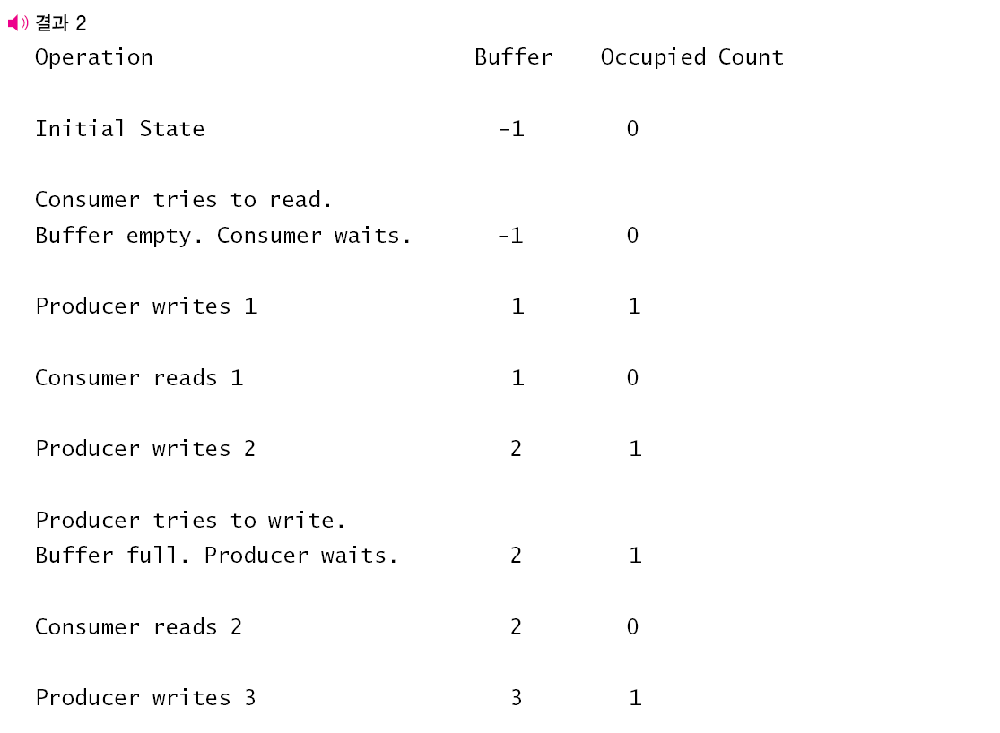 결과 2
Operation Buffer Occupied Count
Initial State -1 0
Consumer tries to read.
Buffer empty. Consumer waits. -1 0
Producer writes 1 1 1
Consumer reads 1 1 0
Producer writes 2 2 1
Producer tries to write.
Buffer full. Producer waits. 2 1
Consumer reads 2 2 0
Producer writes 3 3 1